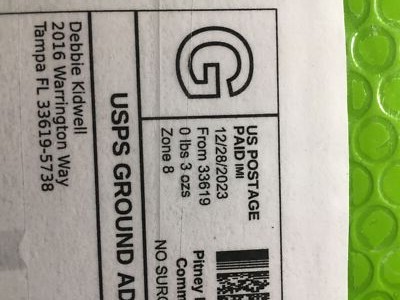 G
US POSTAGE
PAID IMI
12/28/2023
From 33619
0 lbs 3 ozs
Zone 8
Pitney
Comm
NO SURC
USPS GROUND AD
Debbie Kidwell
2016 Warrington Way
Tampa FL 33619-5738